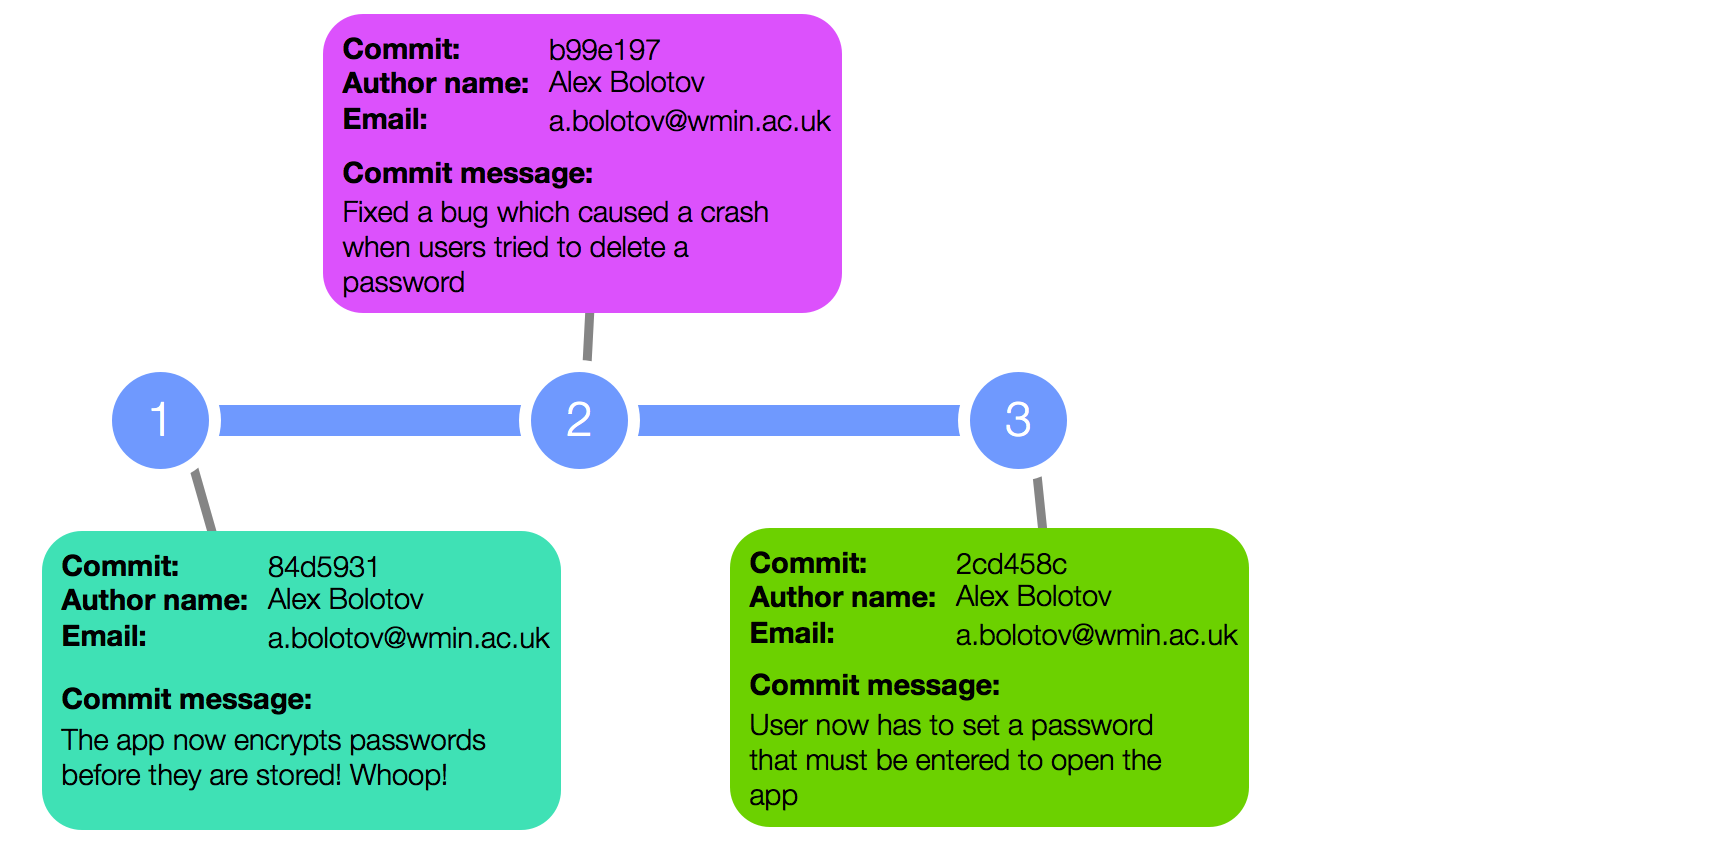 Commit: b99e197
Author name: Alex Bolotov
Email: a.bolotov@wmin.ac.uk
Commit message:
Fixed a bug which caused a crash
when users tried to delete a
password
1
2
3
Commit: 84d5931
Author name: Alex Bolotov
Email: a.bolotov@wmin.ac.uk
Commit message:
The app now encrypts passwords
before they are stored! Whoop!
Commit: 2cd458c
Author name: Alex Bolotov
Email: a.bolotov@wmin.ac.uk
Commit message:
User now has to set a password
that must be entered to open the
app